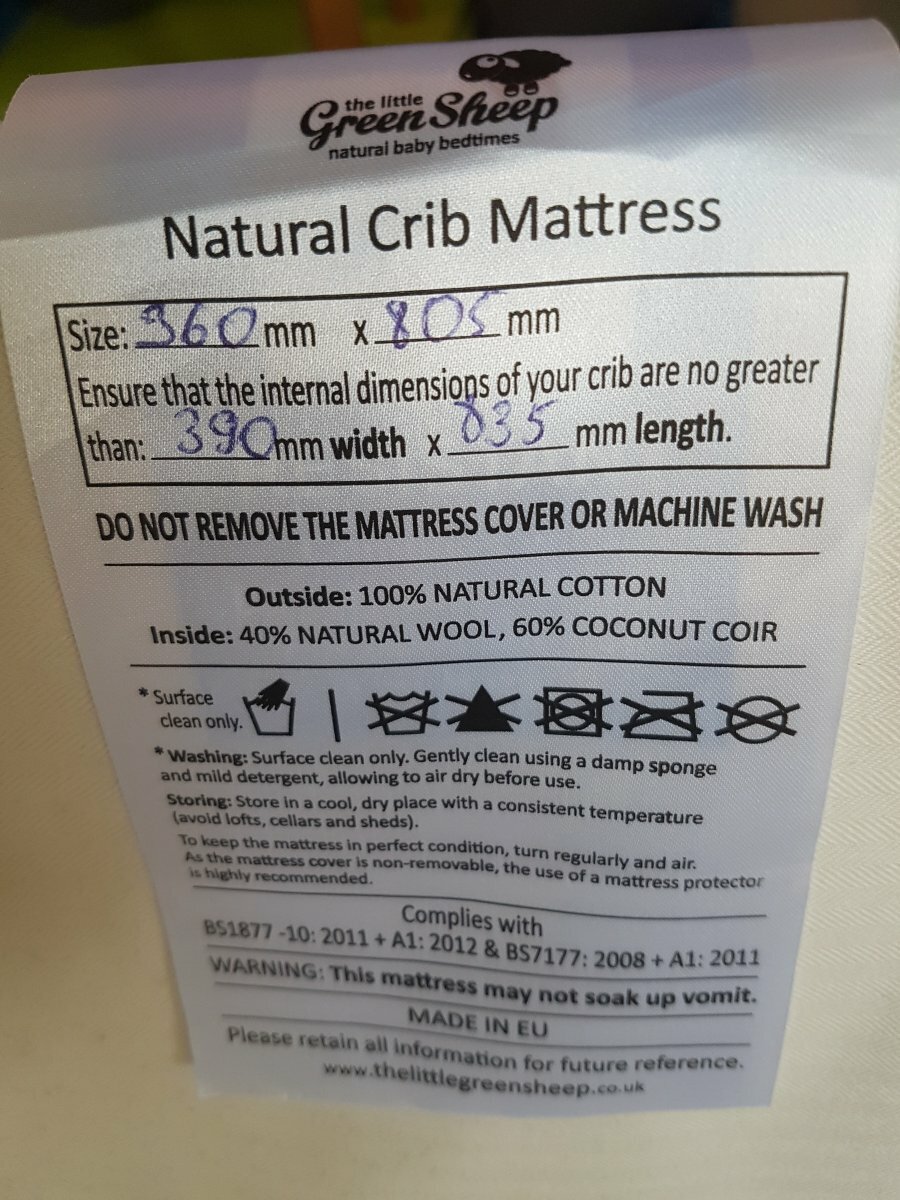 the little
Green Sheep
natural baby bedtimes
Natural Crib Mattress
Size: 360 mm x 805 mm
Ensure that the internal dimensions of your crib are no greater
than: 390 mm width x 835 mm length.
DO NOT REMOVE THE MATTRESS COVER OR MACHINE WASH
Outside: 100% NATURAL COTTON
Inside: 40% NATURAL WOOL, 60% COCONUT COIR
* Surface
clean only.
* Washing: Surface clean only. Gently clean using a damp sponge
and mild detergent, allowing to air dry before use.
Storing: Store in a cool, dry place with a consistent temperature
(avoid lofts, cellars and sheds).
To keep the mattress in perfect condition, turn regularly and air.
As the mattress cover is non-removable, the use of a mattress protector
is highly recommended.
Complies with
BS1877 -10: 2011 + A1: 2012 & BS7177: 2008 + A1: 2011
WARNING: This mattress may not soak up vomit.
MADE IN EU
Please retain all information for future reference.
www.thelittlegreensheep.co.uk